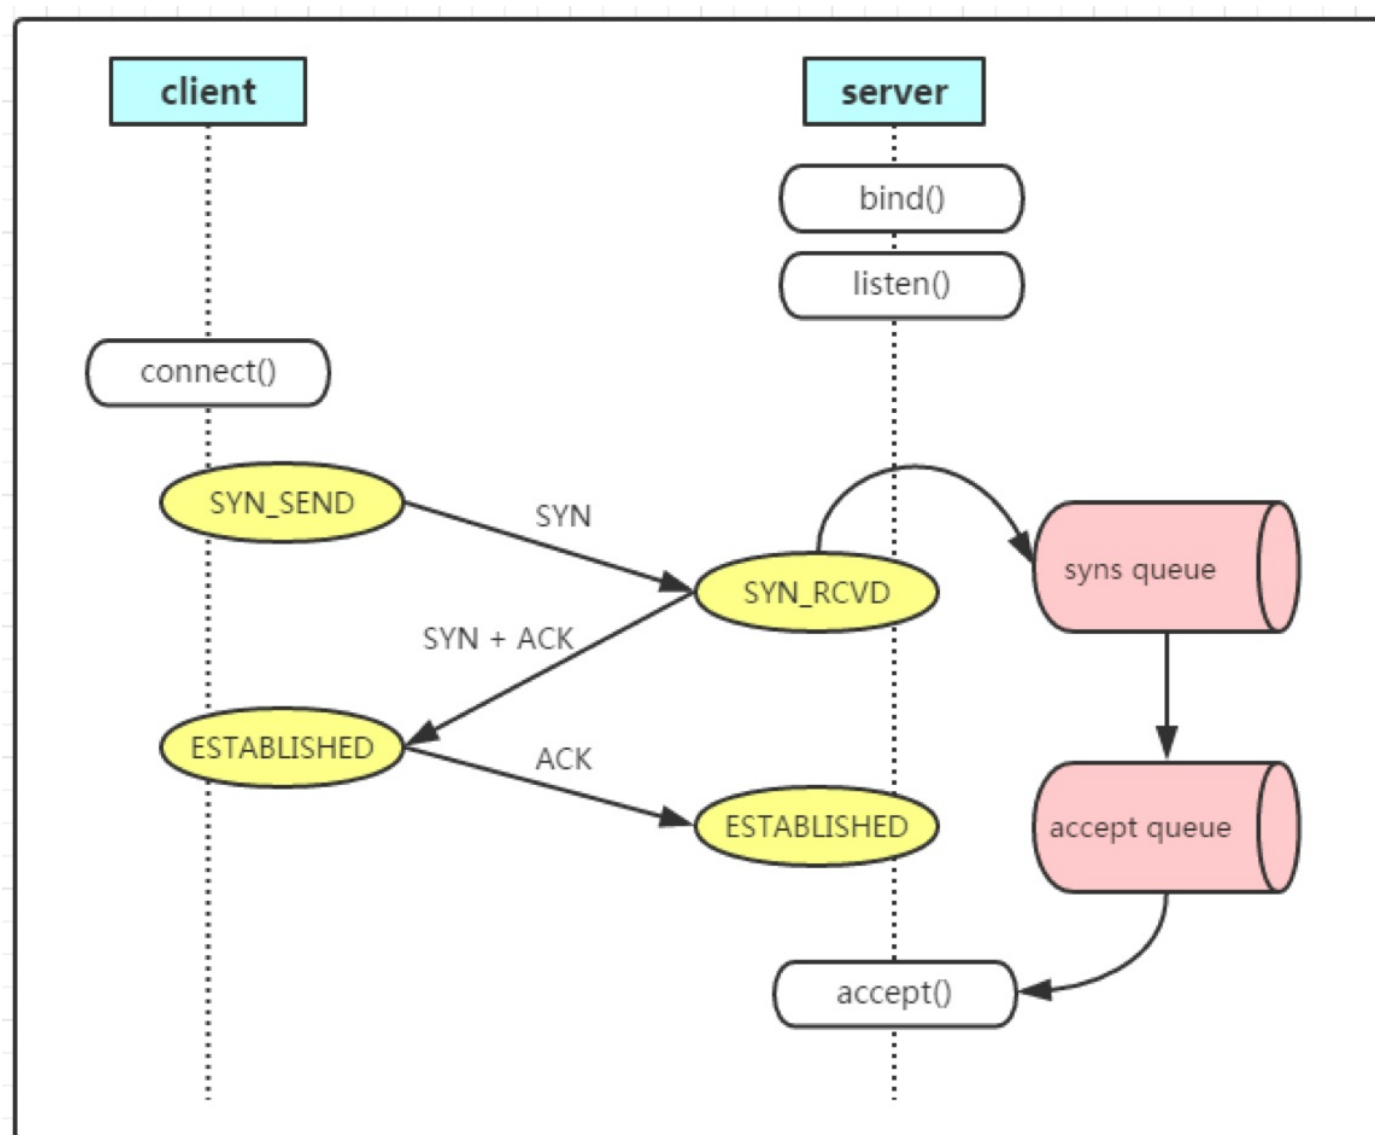 client
server
bind()
listen()
connect()
SYN_SEND
SYN
SYN_RCVD
syns queue
SYN + ACK
ESTABLISHED
ACK
ESTABLISHED
accept queue
accept()